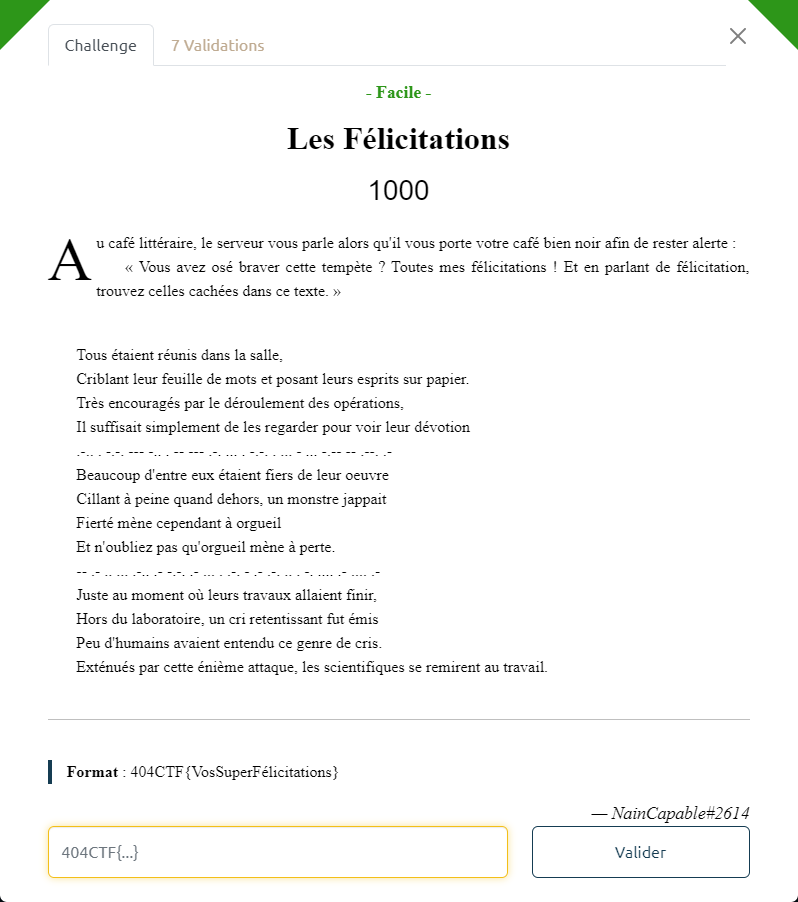 Challenge
7 Validations
- Facile -
Les Félicitations
1000
Au café littéraire, le serveur vous parle alors qu'il vous porte votre café bien noir afin de rester alerte :
« Vous avez osé braver cette tempète ? Toutes mes félicitations ! Et en parlant de félicitation,
trouvez celles cachées dans ce texte. »
Tous étaient réunis dans la salle,
Criblant leur feuille de mots et posant leurs esprits sur papier.
Très encouragés par le déroulement des opérations,
Il suffisait simplement de les regarder pour voir leur dévotion
.-.. . -.-. --- -.. . -- --- .-. ... . -.-. . ... - ... -.-- -- .--. .-
Beaucoup d'entre eux étaient fiers de leur oeuvre
Cillant à peine quand dehors, un monstre jappait
Fierté mène cependant à orgueil
Et n'oubliez pas qu'orgueil mène à perte.
-- .- .. ... .-.. .- -.-. .- ... . .-. - .- .-. .. . -. .... .- .... .-
Juste au moment où leurs travaux allaient finir,
Hors du laboratoire, un cri retentissant fut émis
Peu d'humains avaient entendu ce genre de cris.
Exténués par cette énième attaque, les scientifiques se remirent au travail.
Format : 404CTF{VosSuperFélicitations}
— NainCapable#2614
404CTF{...}
Valider